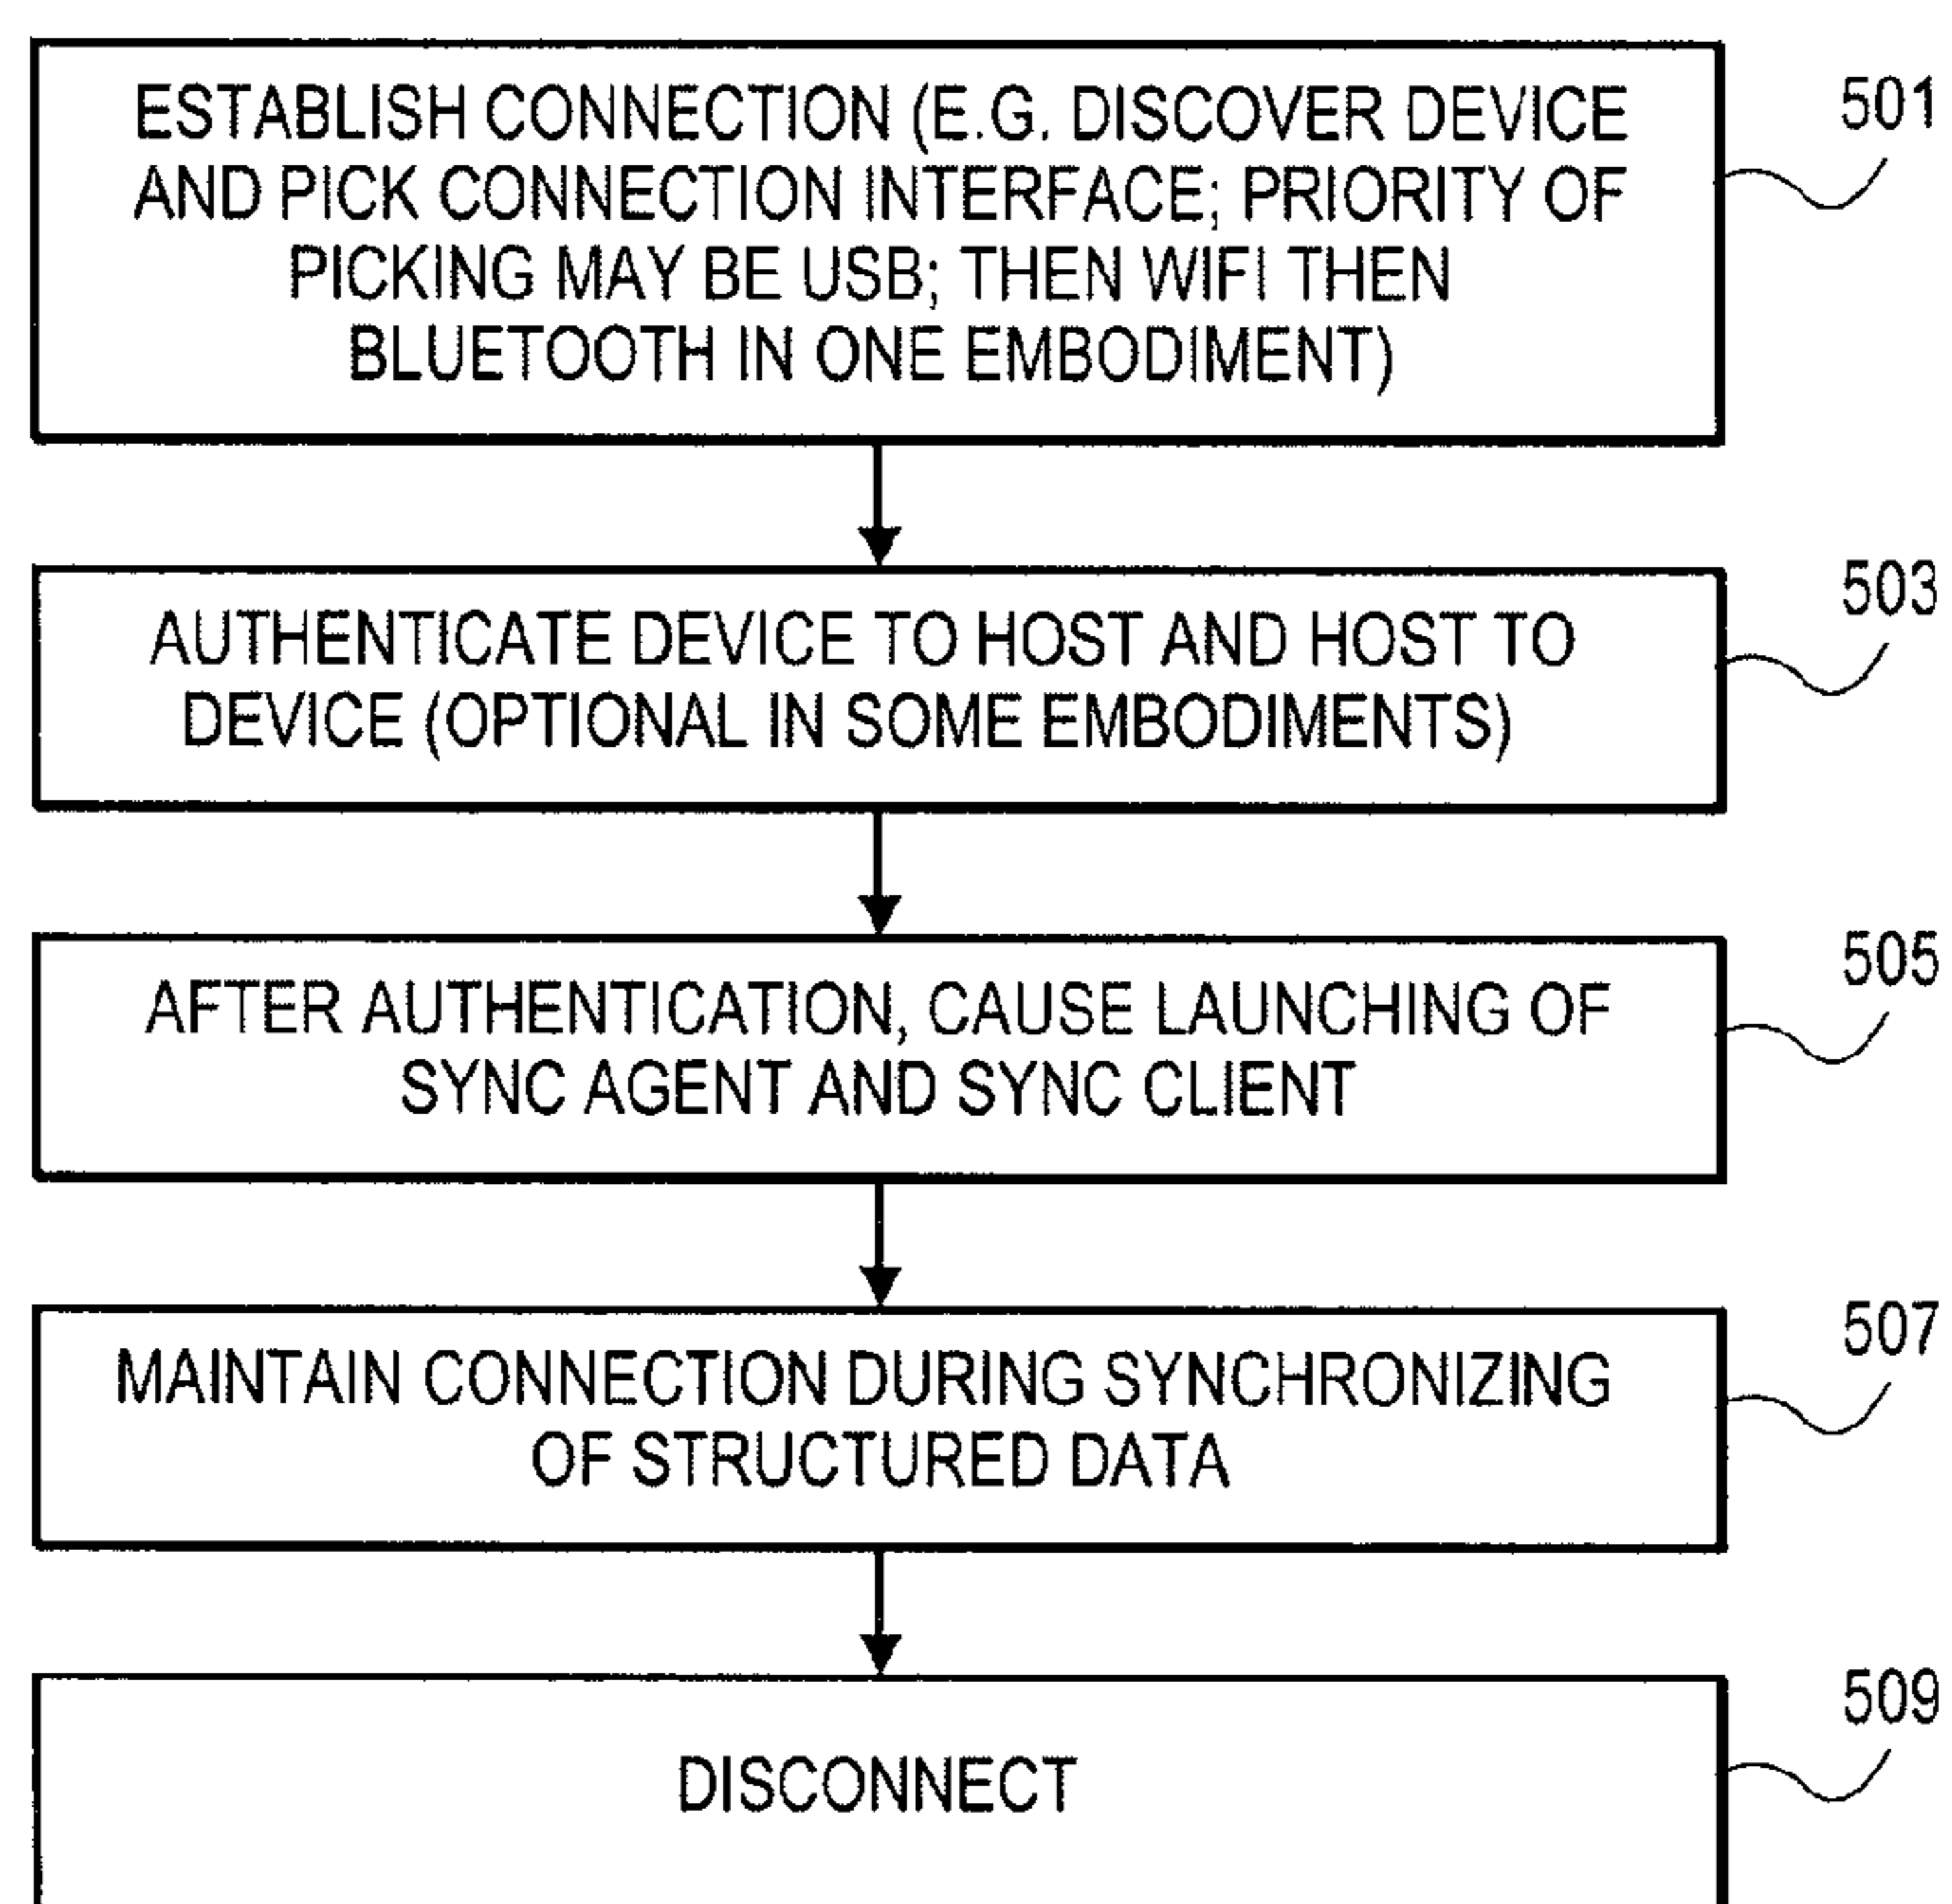 ESTABLISH CONNECTION (E.G. DISCOVER DEVICE
AND PICK CONNECTION INTERFACE; PRIORITY OF
PICKING MAY BE USB; THEN WIFI THEN
BLUETOOTH IN ONE EMBODIMENT)
501
AUTHENTICATE DEVICE TO HOST AND HOST TO
DEVICE (OPTIONAL IN SOME EMBODIMENTS)
503
AFTER AUTHENTICATION, CAUSE LAUNCHING OF
SYNC AGENT AND SYNC CLIENT
505
MAINTAIN CONNECTION DURING SYNCHRONIZING
OF STRUCTURED DATA
507
DISCONNECT
509